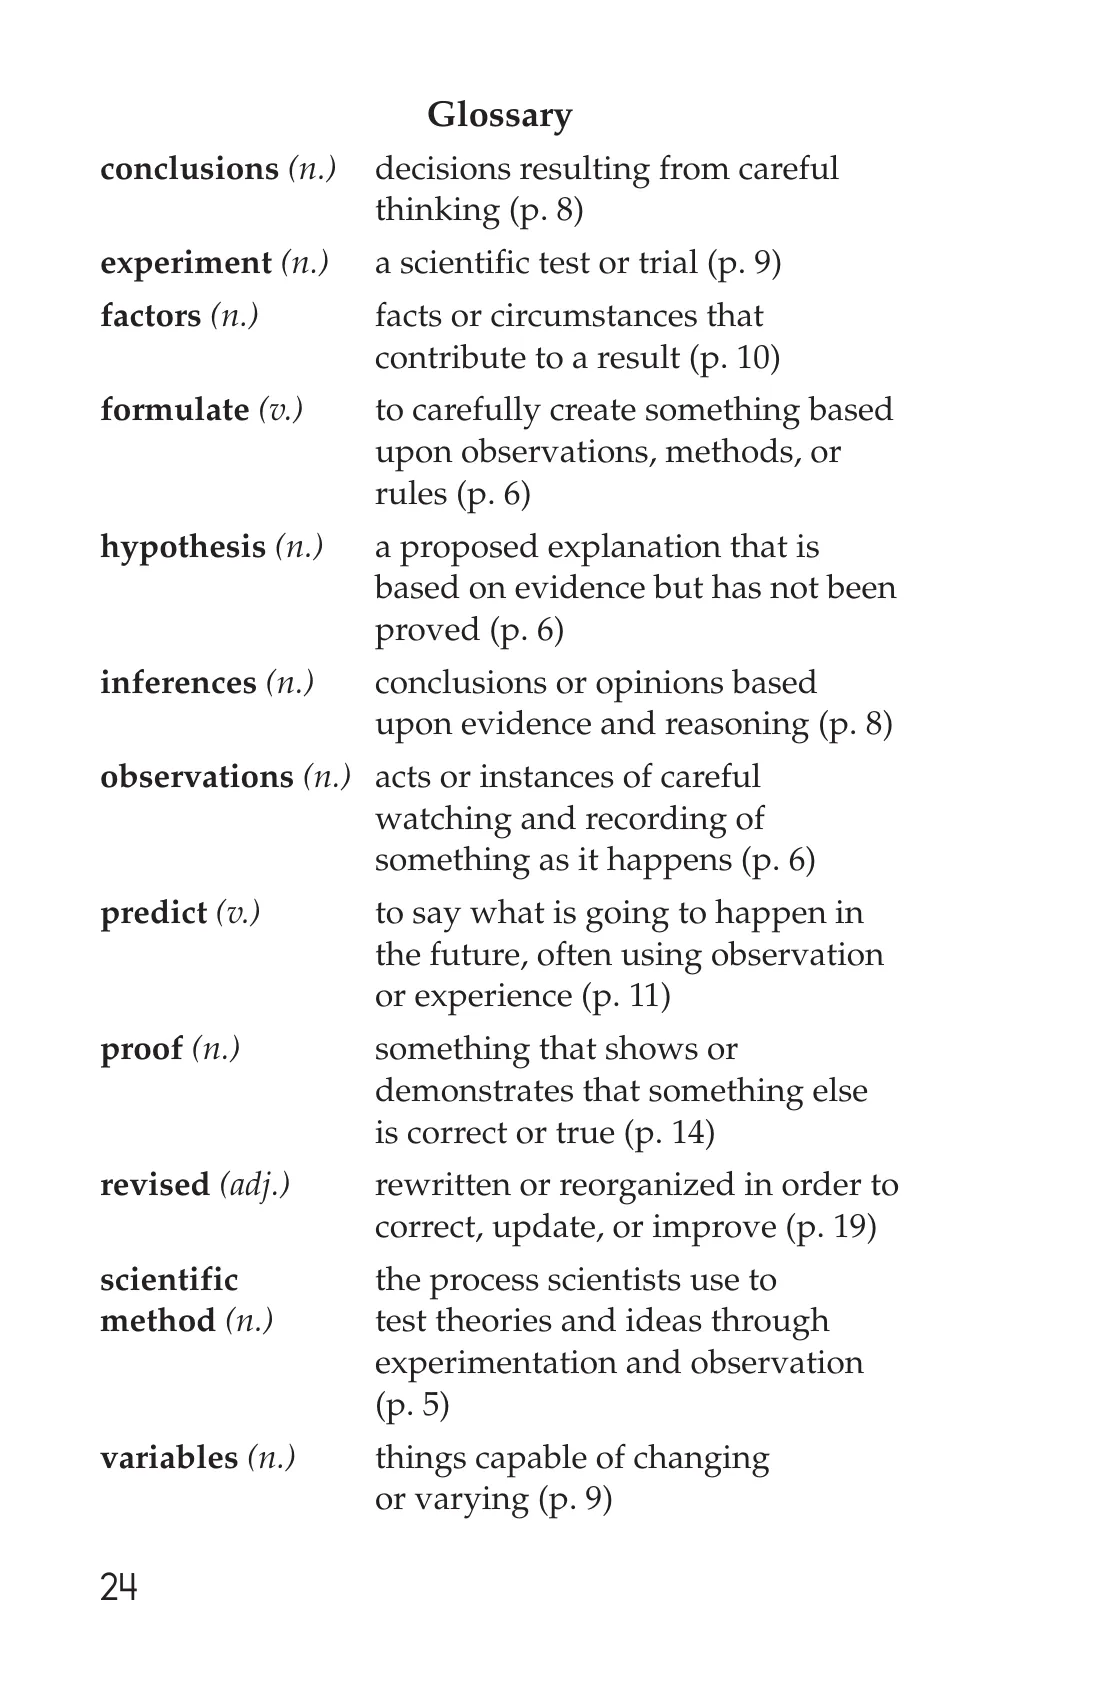 Glossary
conclusions (n.) decisions resulting from careful
thinking (p. 8)
experiment (n.) a scientific test or trial (p. 9)
factors (n.) facts or circumstances that
contribute to a result (p. 10)
formulate (v.) to carefully create something based
upon observations, methods, or
rules (p. 6)
hypothesis (n.) a proposed explanation that is
based on evidence but has not been
proved (p. 6)
inferences (n.) conclusions or opinions based
upon evidence and reasoning (p. 8)
observations (n.) acts or instances of careful
watching and recording of
something as it happens (p. 6)
predict (v.) to say what is going to happen in
the future, often using observation
or experience (p. 11)
proof (n.) something that shows or
demonstrates that something else
is correct or true (p. 14)
revised (adj.) rewritten or reorganized in order to
correct, update, or improve (p. 19)
scientific the process scientists use to
method (n.) test theories and ideas through
experimentation and observation
(p. 5)
variables (n.) things capable of changing
or varying (p. 9)
24